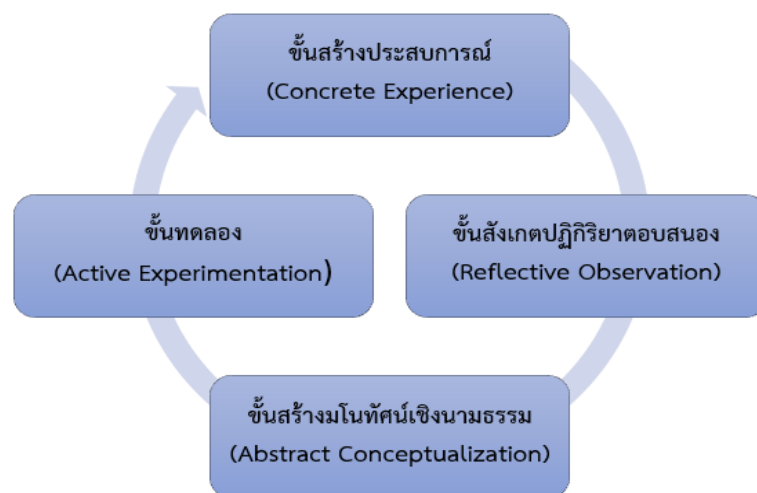 ขั้นสร้างประสบการณ์
(Concrete Experience)
ขั้นทดลอง
(Active Experimentation)
ขั้นสังเกตปฏิกิริยาตอบสนอง
(Reflective Observation)
ขั้นสร้างมโนทัศน์เชิงนามธรรม
(Abstract Conceptualization)